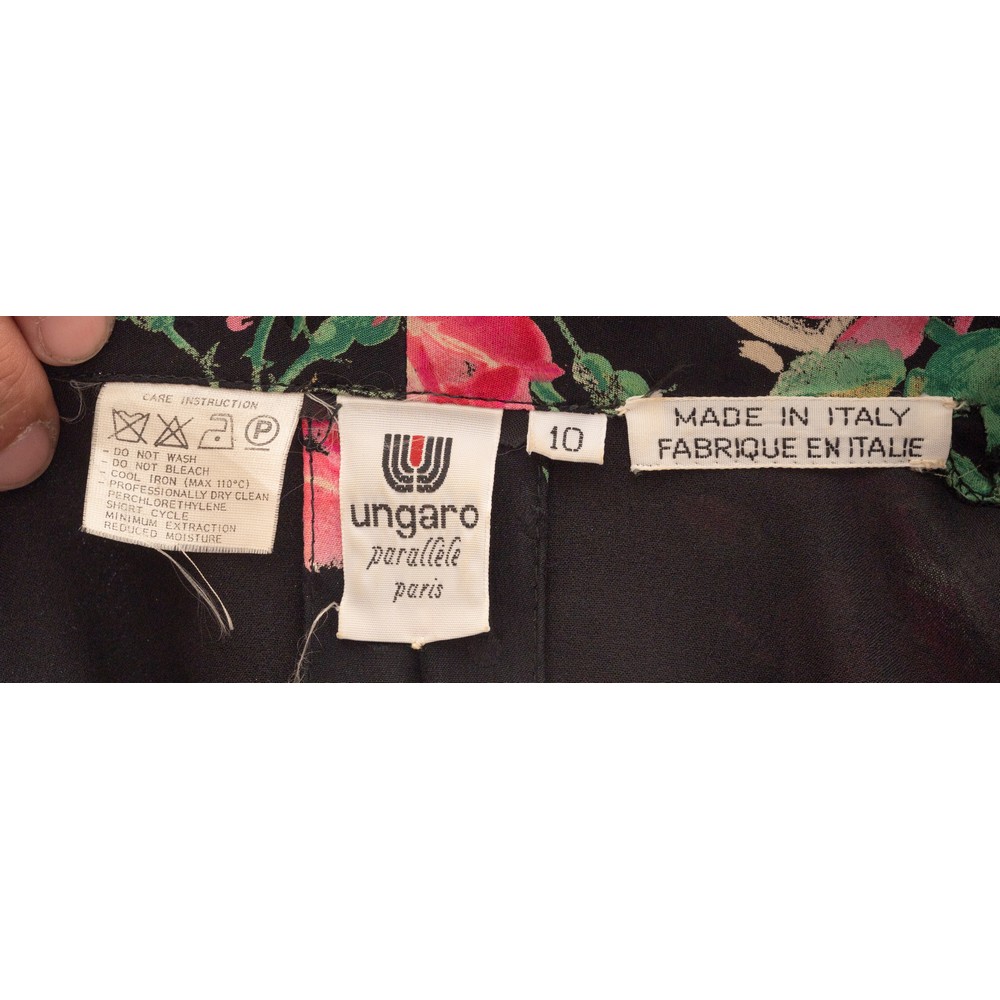 CARE INSTRUCTION
P
- DO NOT WASH
- DO NOT BLEACH
- COOL IRON (MAX 110°C)
- PROFESSIONALLY DRY CLEAN
PERCHLORETHYLENE
SHORT CYCLE
MINIMUM EXTRACTION
REDUCED MOISTURE
ungaro
parallèle
paris
10
MADE IN ITALY
FABRIQUE EN ITALIE